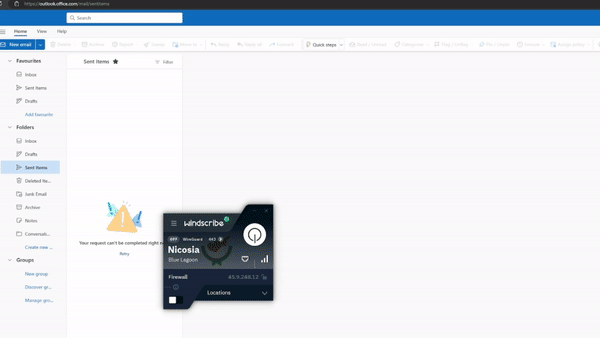 https://outlook.office.com/mail/sentitems
Search
Home View Help
New email Delete Archive Report Sweep Move to Reply Reply all Forward Quick steps Read / Unread Categories Flag / Unflag Pin / Unpin Snooze Assign policy
Favourites
Inbox
Sent Items
Drafts
Add favourite
Folders
Inbox
Drafts
Sent Items
Deleted Ite...
Junk Email
Archive
Notes
Conversati...
Create new ...
Groups
New group
Discover gr...
Manage gro...
Sent Items Filter
Your request can't be completed right
Retry
windscribe
OFF WireGuard 443
Nicosia
Blue Lagoon
Firewall 45.9.248.12
Locations